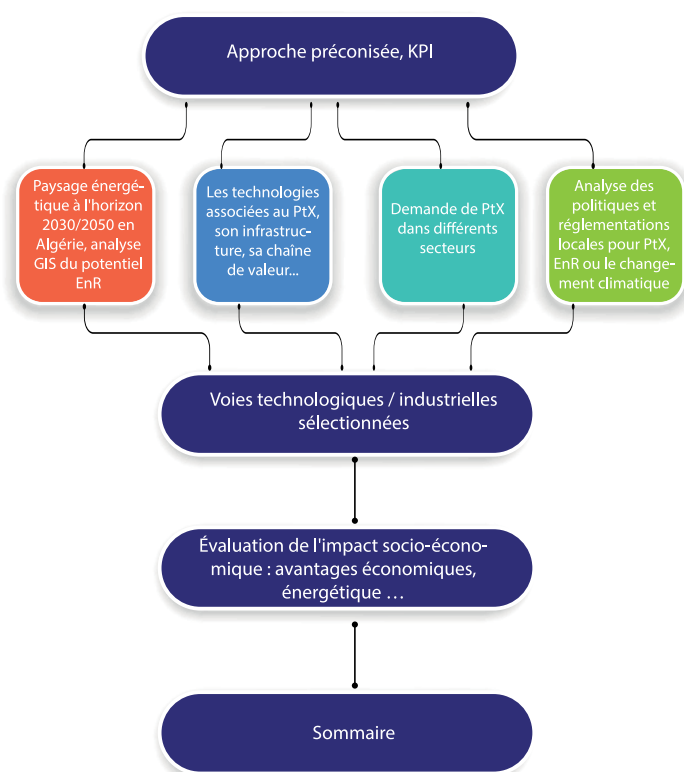 Approche préconisée, KPI
Paysage énergé-
tique à l'horizon
2030/2050 en
Algérie, analyse
GIS du potentiel
EnR
Les technologies
associées au PtX,
son infrastruc-
ture, sa chaîne
de valeur...
Demande de PtX
dans différents
secteurs
Analyse des
politiques et
réglementations
locales pour PtX,
EnR ou le change-
ment climatique
Voies technologiques / industrielles
sélectionnées
Évaluation de l'impact socio-écono-
mique : avantages économiques,
énergétique ...
Sommaire